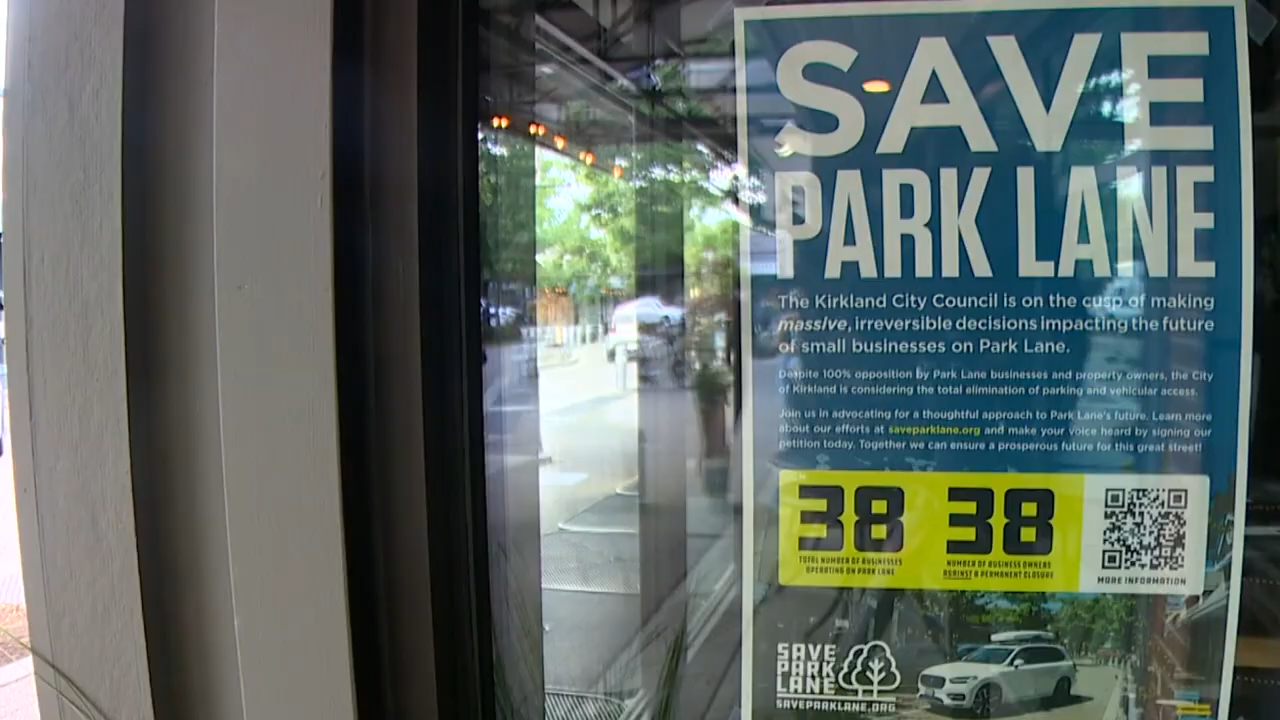 SAVE
PARK LANE
The Kirkland City Council is on the cusp of making
massive, irreversible decisions impacting the future
of small businesses on Park Lane.
Despite 100% opposition by Park Lane businesses and property owners, the City
of Kirkland is considering the total elimination of parking and vehicular access.
Join us in advocating for a thoughtful approach to Park Lane's future. Learn more
about our efforts at saveparklane.org and make your voice heard by signing our
petition today. Together we can ensure a prosperous future for this great street!
38 38
TOTAL NUMBER OF BUSINESSES
OPERATING ON PARK LANE
NUMBER OF BUSINESS OWNERS
AGAINST A PERMANENT CLOSURE
MORE INFORMATION
SAVE
PARK
LANE
SAVEPARKLANE.ORG